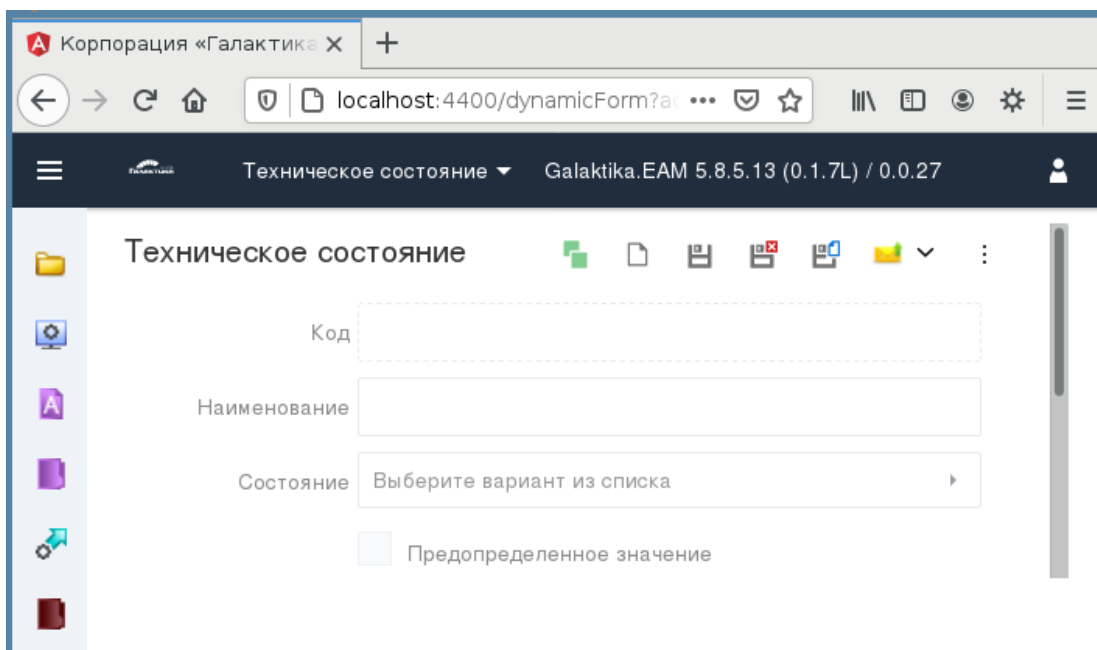 Корпорация «Галактика
localhost:4400/dynamicForm?a
Техническое состояние Galaktika.EAM 5.8.5.13 (0.1.7L) / 0.0.27
Техническое состояние
Код
Наименование
Состояние Выберите вариант из списка
Предопределенное значение